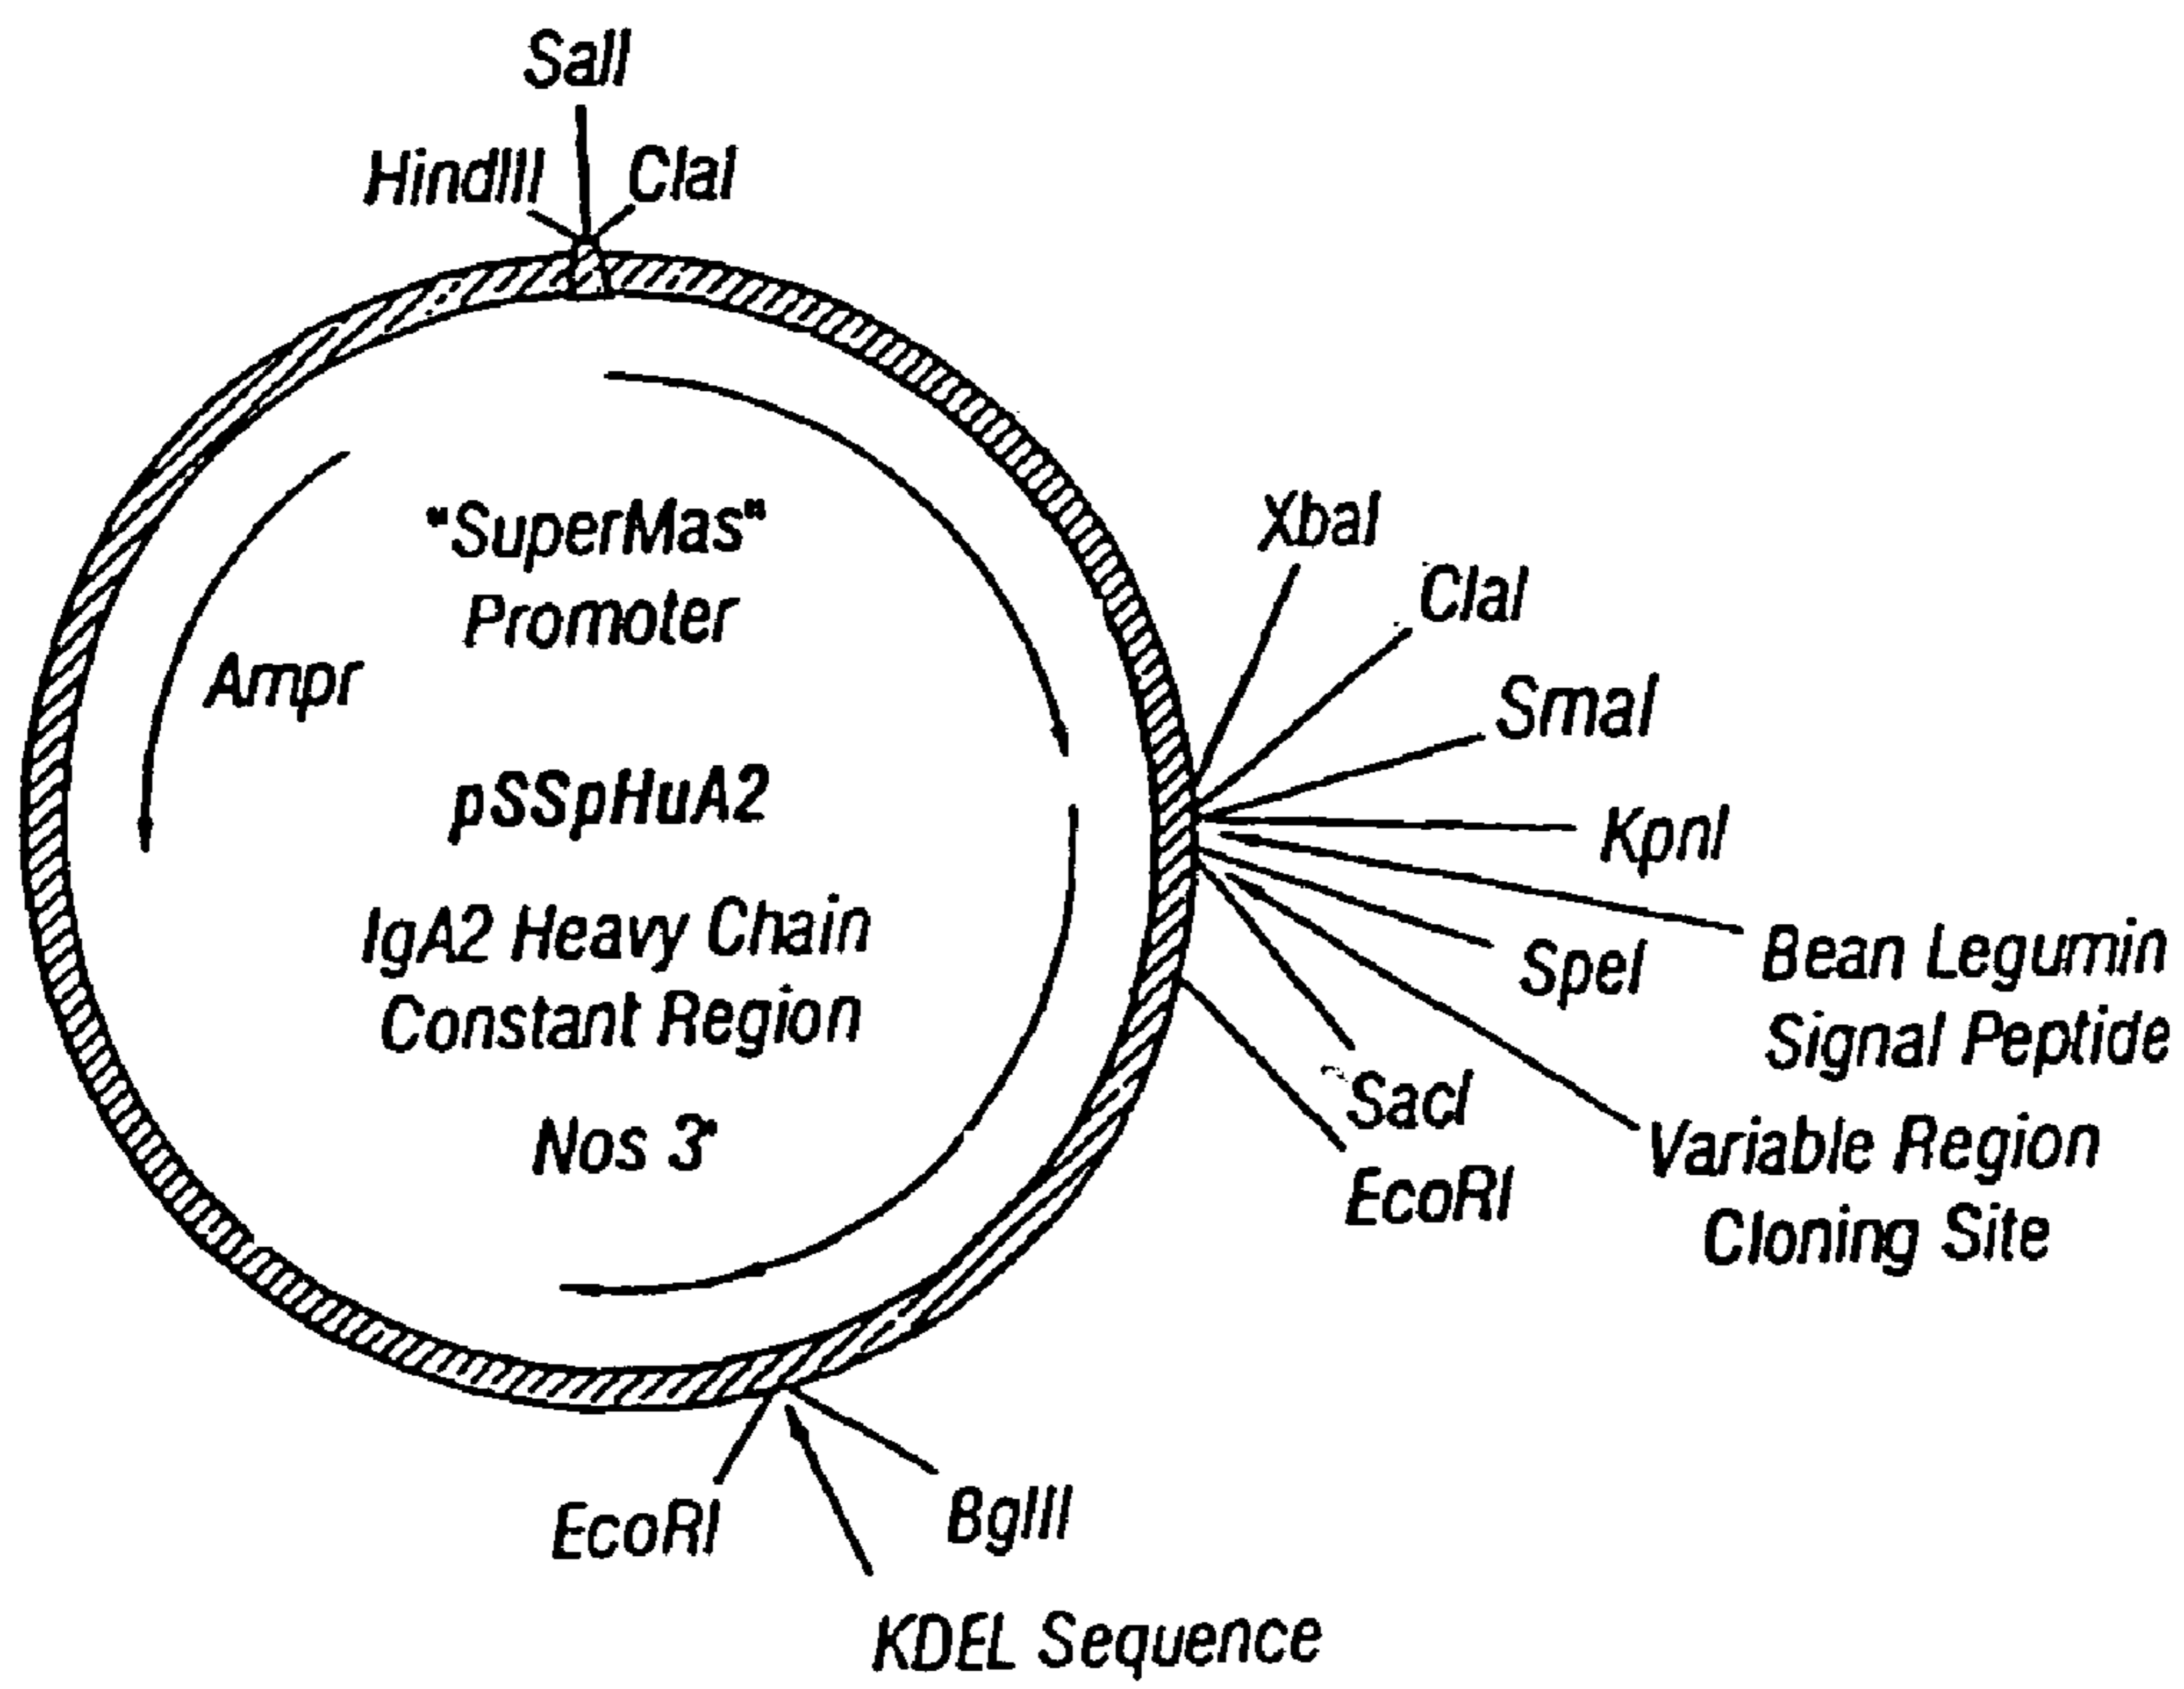 SalI
HindIII
ClaI
"SuperMas"
Promoter
Ampr
pSSpHuA2
IgA2 Heavy Chain
Constant Region
Nos 3'
XbaI
ClaI
SmaI
KpnI
Bean Legumin
Signal Peptide
SpeI
Variable Region
Cloning Site
SacI
EcoRI
EcoRI
BglII
KDEL Sequence